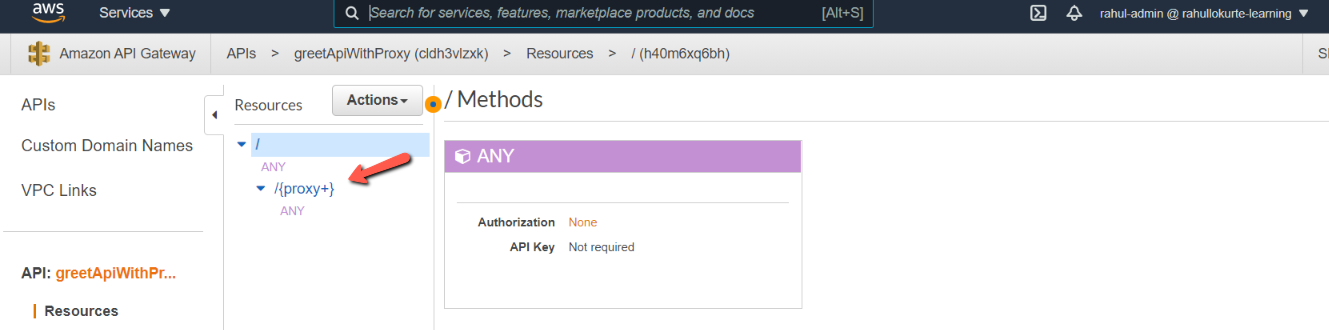 aws Services Search for services, features, marketplace products, and docs [Alt+S] rahul-admin @ rahullokurte-learning
Amazon API Gateway APIs > greetApiWithProxy (cldh3vlzxk) > Resources > / (h40m6xq6bh)
APIs
Custom Domain Names
VPC Links
API: greetApiWithPr...
Resources
Resources Actions
/
ANY
/{proxy+}
ANY
/ Methods
ANY
Authorization None
API Key Not required